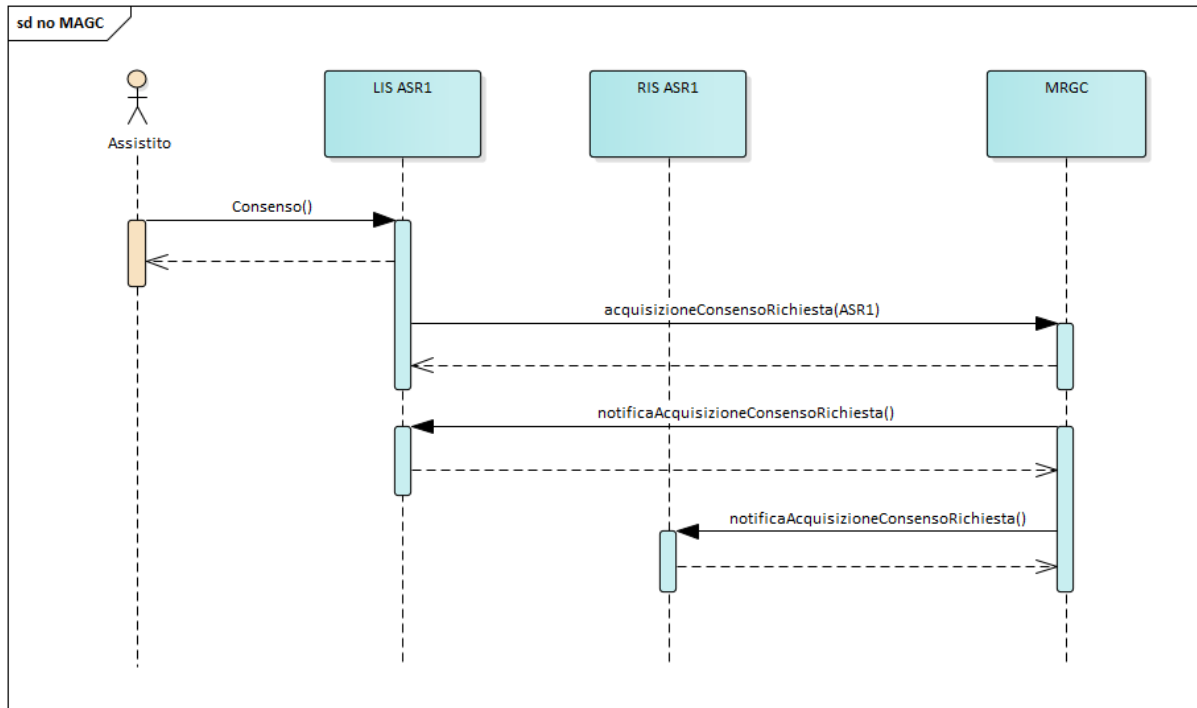 sd no MAGC
LIS ASR1
RIS ASR1
MRGC
Assistito
Consenso()
acquisizioneConsensoRichiesta(ASR1)
notificaAcquisizioneConsensoRichiesta()
notificaAcquisizioneConsensoRichiesta()